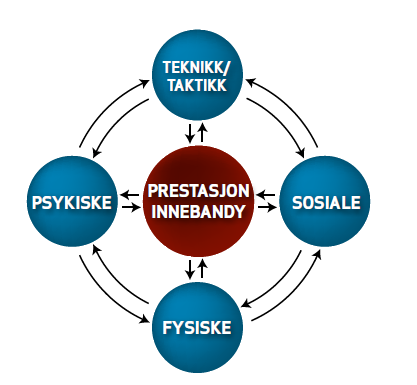 TEKNIKK/
TAKTIKK
PSYKISKE
PRESTASJON
INNEBANDY
SOSIALE
FYSISKE